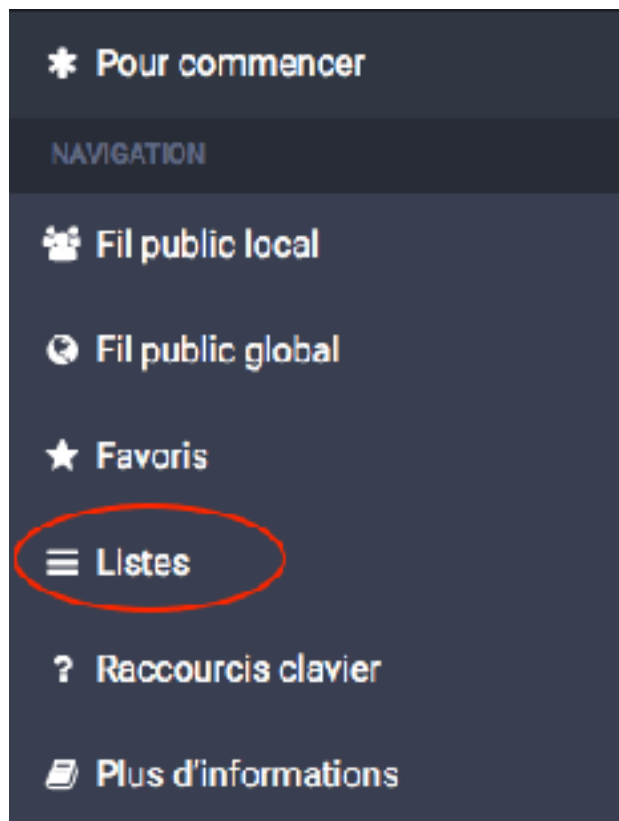 Pour commencer
NAVIGATION
Fil public local
Fil public global
Favoris
Listes
Raccourcis clavier
Plus d'informations